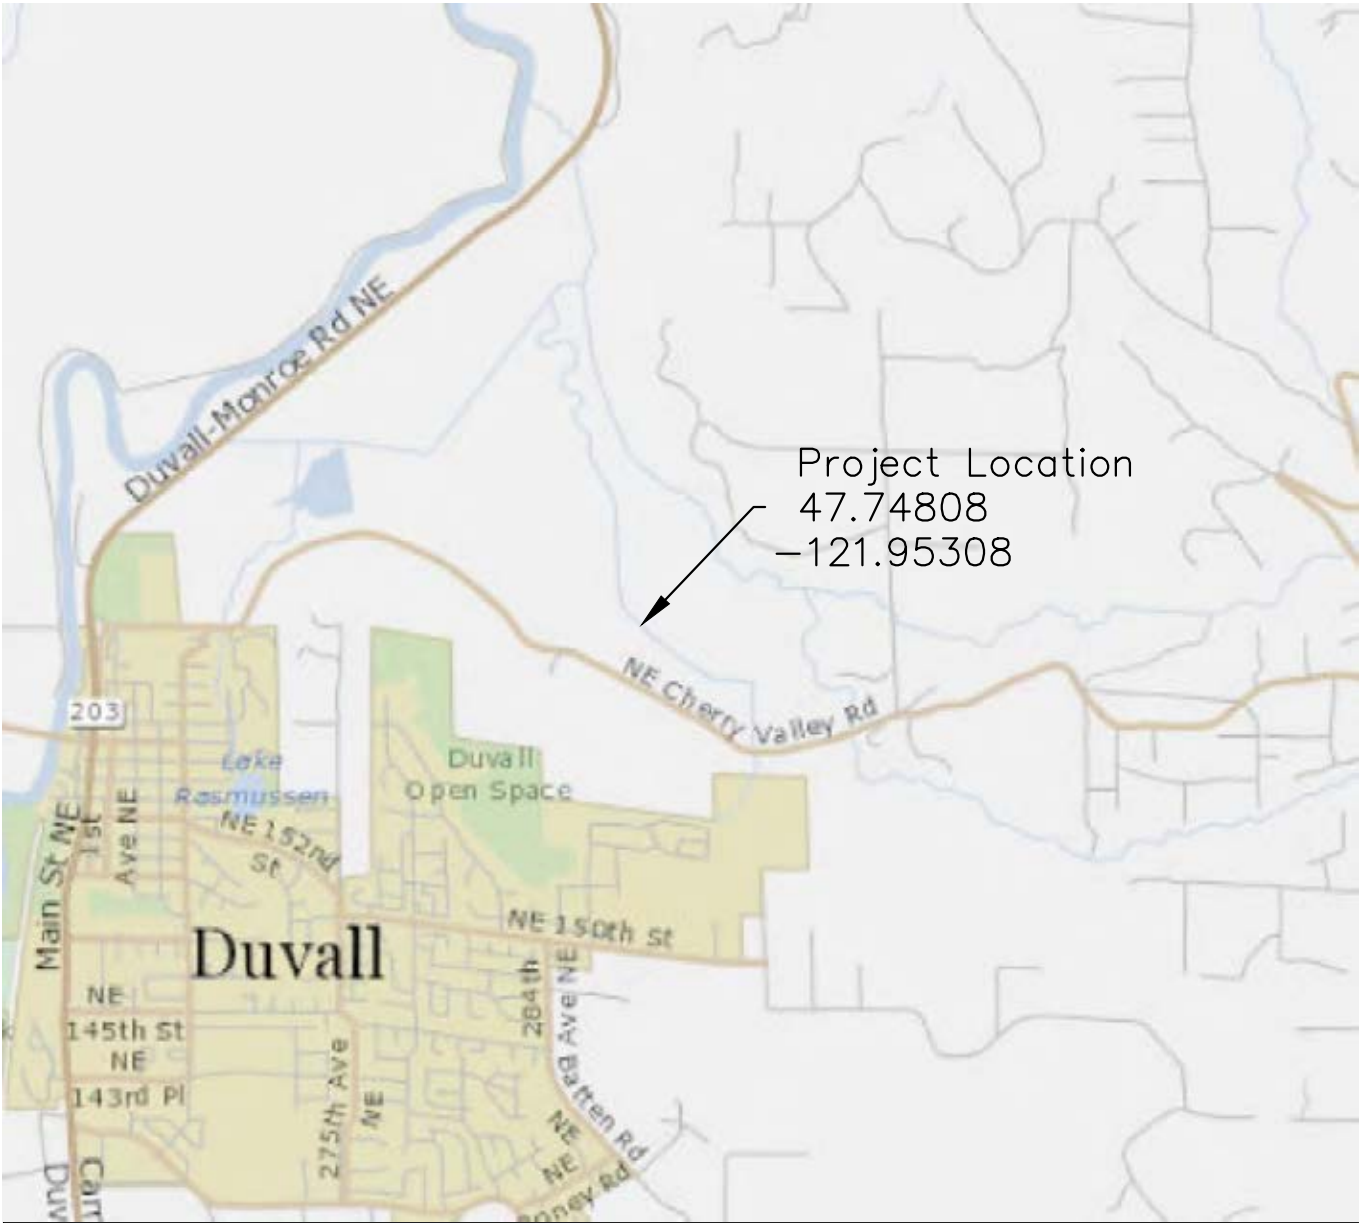 Duvall-Monroe Rd NE
Project Location
47.74808
-121.95308
NE Cherry Valley Rd
203
Lake
Rasmussen
Duvall
Open Space
NE 152nd
St
1st
Ave NE
Main St NE
Duvall
NE 150th St
284th
Ave NE
NE
145th St
NE
143rd Pl
275th Ave
NE
Batten Rd
NE
NE